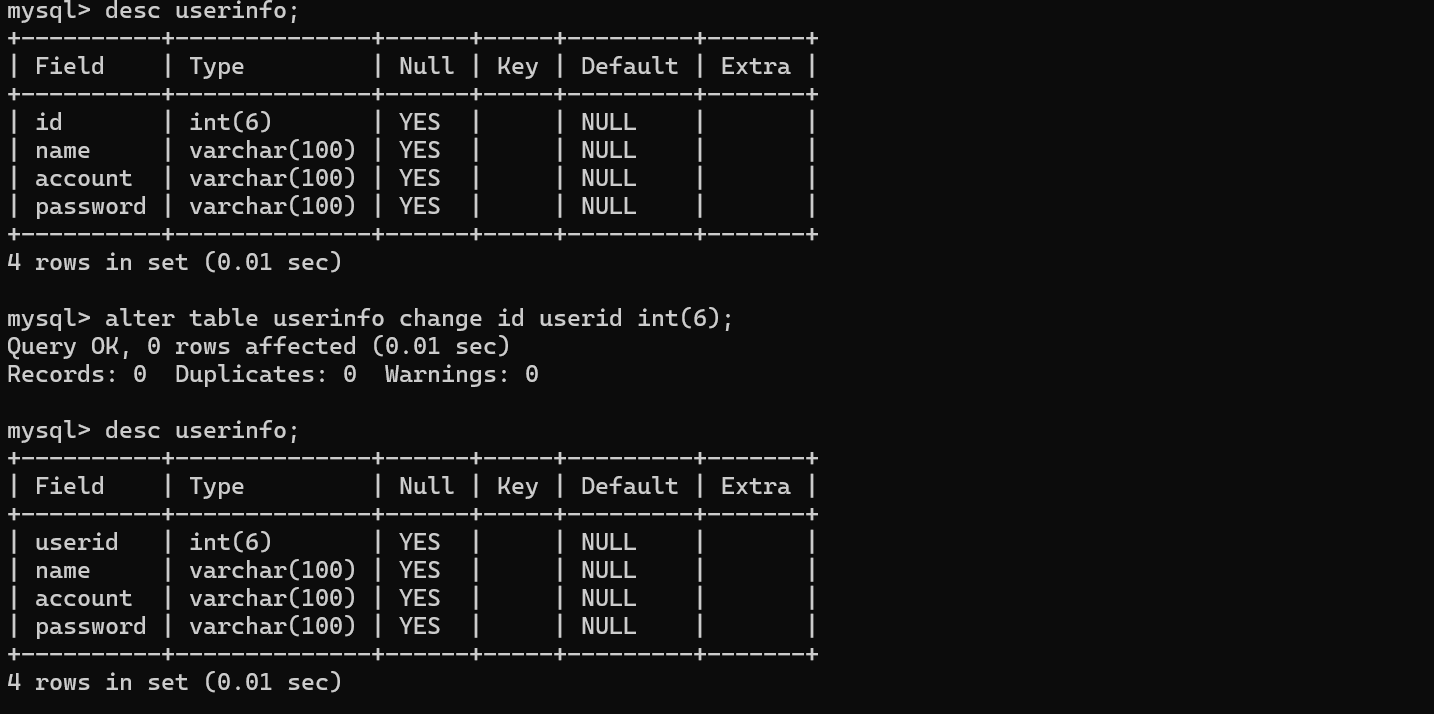 mysql> desc userinfo;
+----------+--------------+------+-----+---------+-------+
| Field    | Type         | Null | Key | Default | Extra |
+----------+--------------+------+-----+---------+-------+
| id       | int(6)       | YES  |     | NULL    |       |
| name     | varchar(100) | YES  |     | NULL    |       |
| account  | varchar(100) | YES  |     | NULL    |       |
| password | varchar(100) | YES  |     | NULL    |       |
+----------+--------------+------+-----+---------+-------+
4 rows in set (0.01 sec)

mysql> alter table userinfo change id userid int(6);
Query OK, 0 rows affected (0.01 sec)
Records: 0  Duplicates: 0  Warnings: 0

mysql> desc userinfo;
+----------+--------------+------+-----+---------+-------+
| Field    | Type         | Null | Key | Default | Extra |
+----------+--------------+------+-----+---------+-------+
| userid   | int(6)       | YES  |     | NULL    |       |
| name     | varchar(100) | YES  |     | NULL    |       |
| account  | varchar(100) | YES  |     | NULL    |       |
| password | varchar(100) | YES  |     | NULL    |       |
+----------+--------------+------+-----+---------+-------+
4 rows in set (0.01 sec)